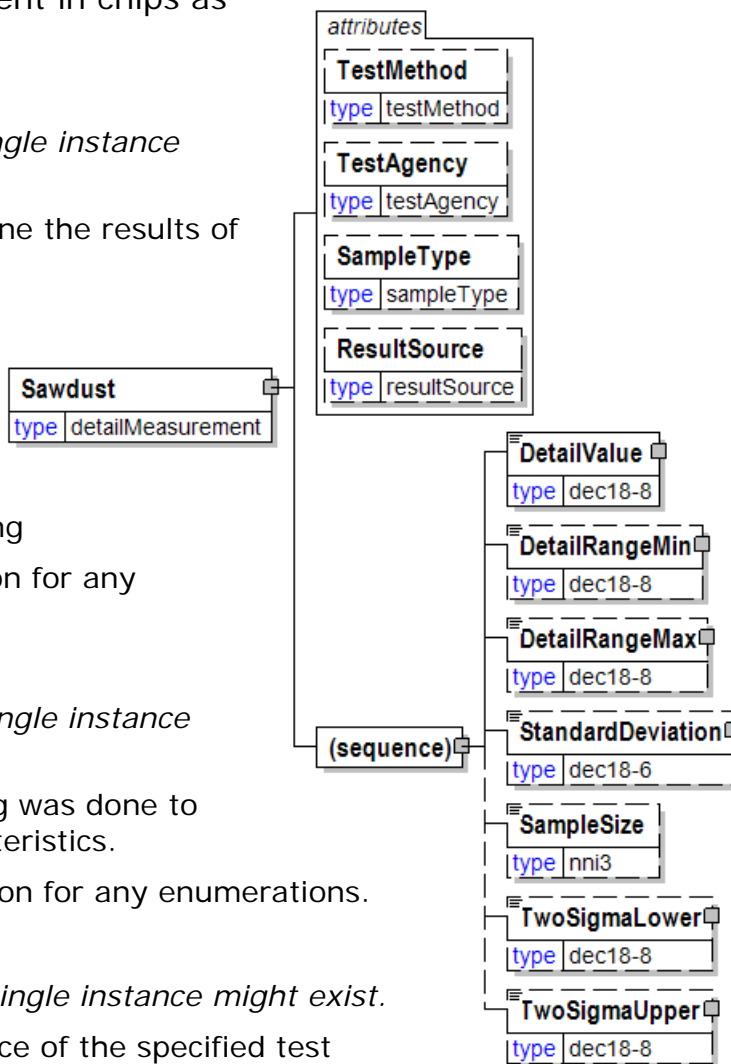 ent in chips as
ngle instance
ne the results of
ng
on for any
ngle instance
g was done to
teristics.
on for any enumerations.
ingle instance might exist.
ce of the specified test
Sawdust
type detailMeasurement
attributes
TestMethod
type testMethod
TestAgency
type testAgency
SampleType
type sampleType
ResultSource
type resultSource
(sequence)
DetailValue
type dec18-8
DetailRangeMin
type dec18-8
DetailRangeMax
type dec18-8
StandardDeviation
type dec18-6
SampleSize
type nni3
TwoSigmaLower
type dec18-8
TwoSigmaUpper
type dec18-8